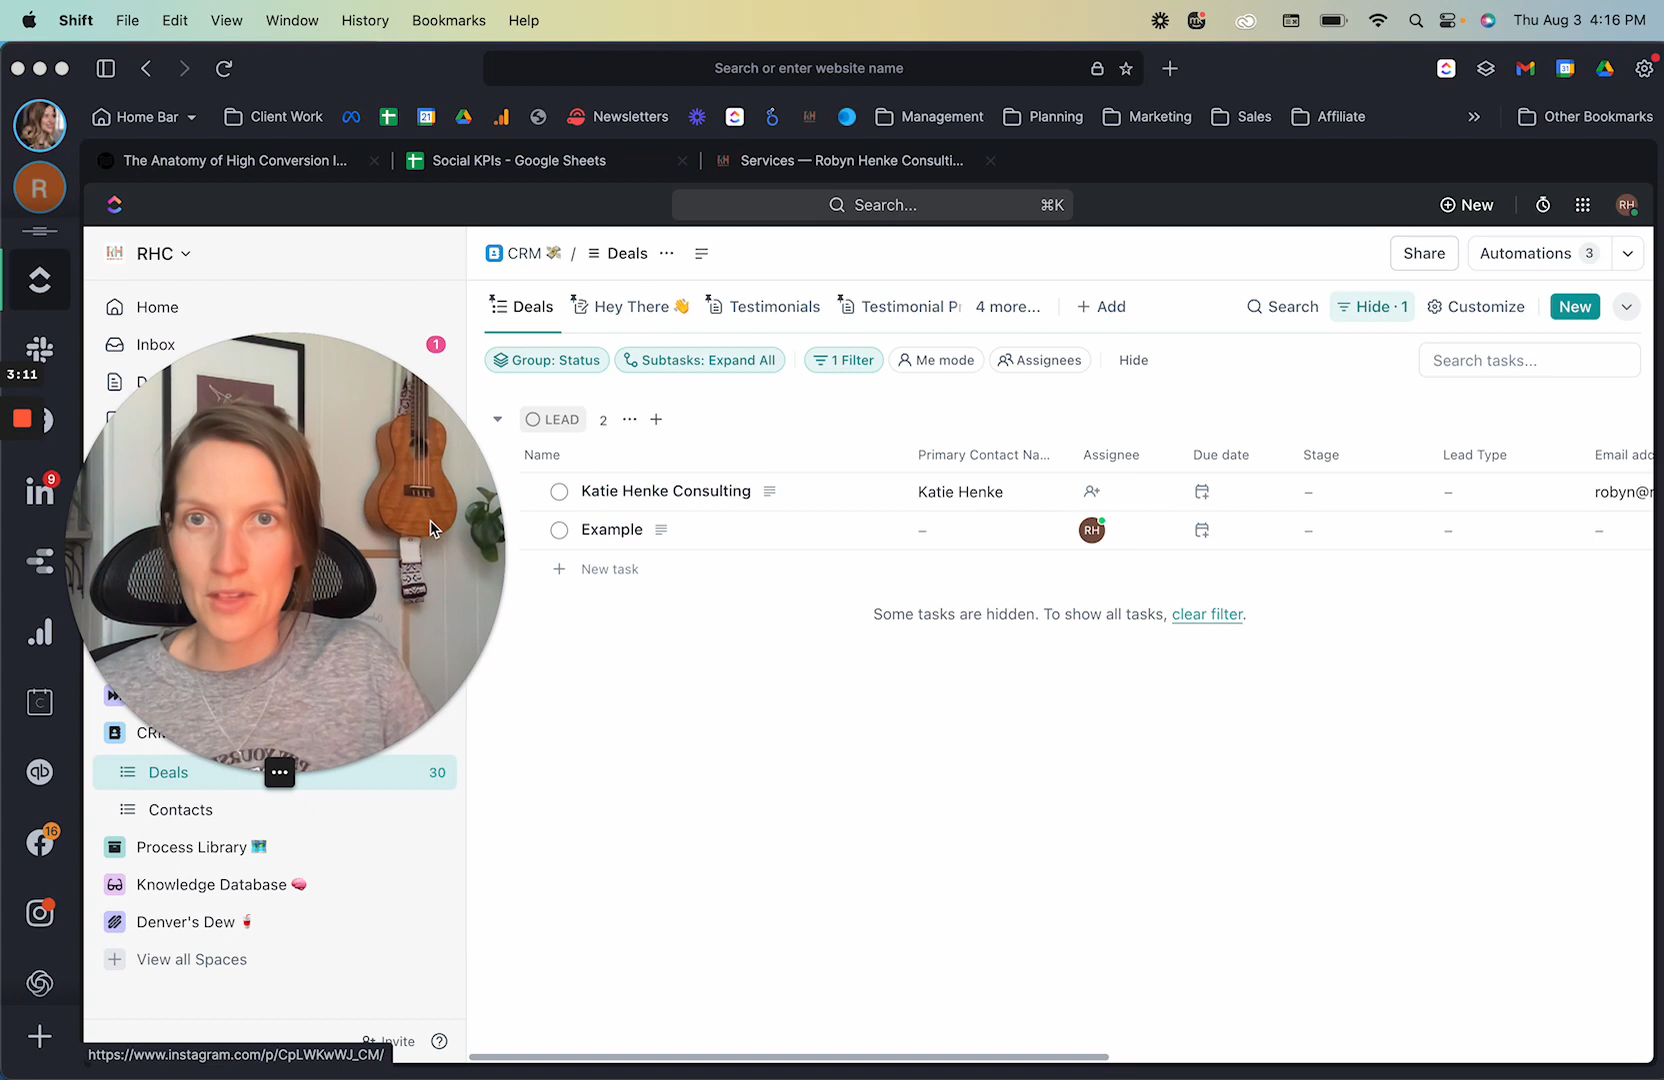 Shift File Edit View Window History Bookmarks Help Thu Aug 3 4:16 PM
Search or enter website name
Home Bar Client Work Newsletters Management Planning Marketing Sales Affiliate » Other Bookmarks
The Anatomy of High Conversion I... Social KPIs - Google Sheets Services — Robyn Henke Consulti...
Search... ⌘K New RH
R
RHC
CRM 💸 / Deals ··· Share Automations 3
Home
Deals Hey There 👋 Testimonials Testimonial P 4 more... + Add Search Hide · 1 Customize New
Inbox 1
Group: Status Subtasks: Expand All 1 Filter Me mode Assignees Hide Search tasks...
3:11
LEAD 2 ··· +
Name Primary Contact Na... Assignee Due date Stage Lead Type Email add
Katie Henke Consulting Katie Henke – – robyn@r
Example – RH – – –
+ New task
Some tasks are hidden. To show all tasks, clear filter.
in 9
CRM
Deals 30
Contacts
qb
16
Process Library
Knowledge Database 🧠
Denver's Dew
+ View all Spaces
Invite
https://www.instagram.com/p/CpLWKwWJ_CM/